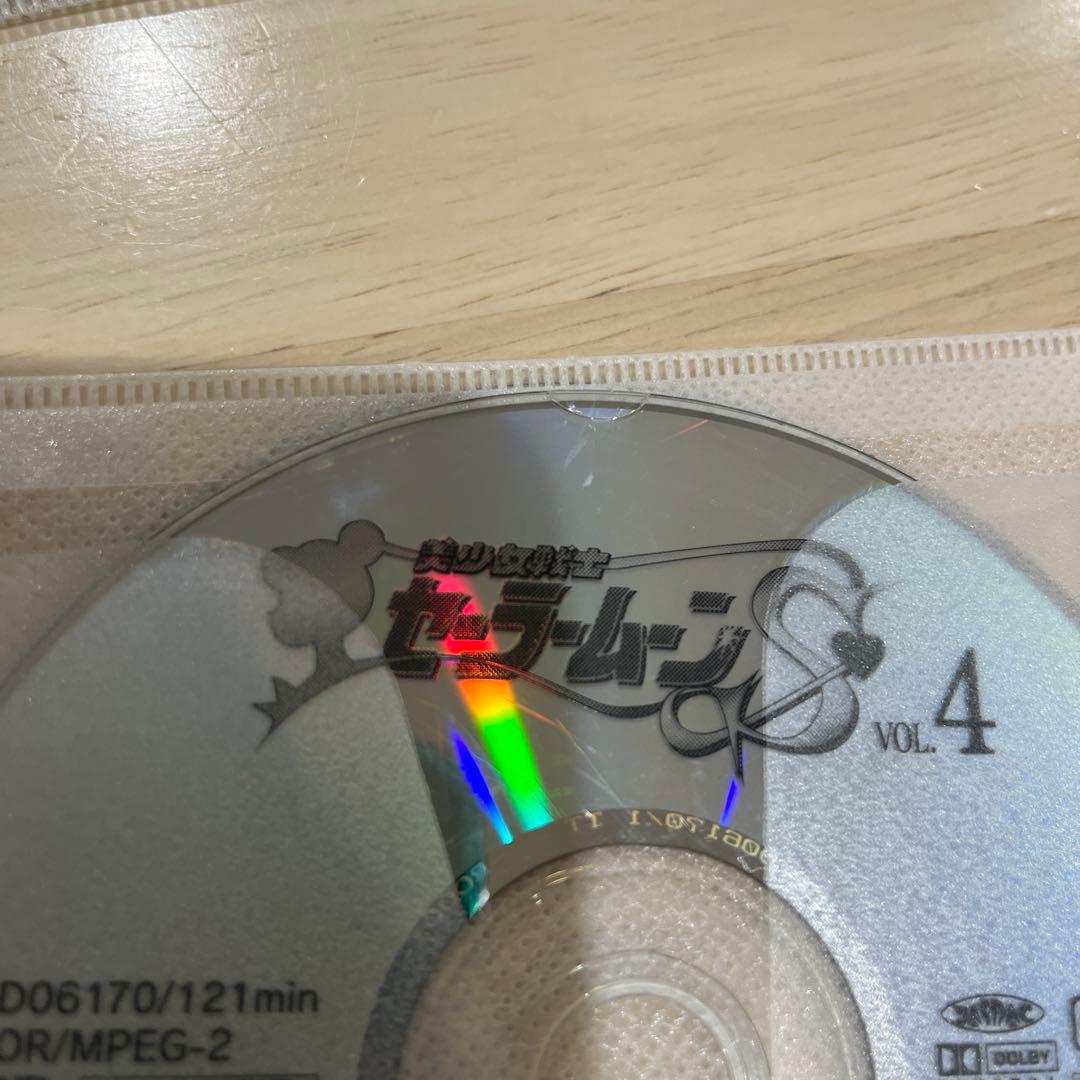 美少女戦士
セーラームーンS
VOL. 4
D06170/121min
OR/MPEG-2
DOLBY